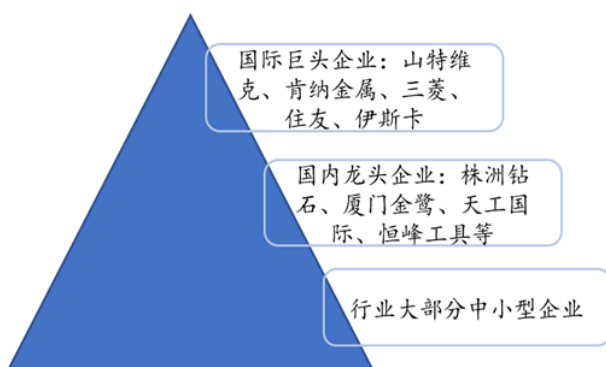 国际巨头企业：山特维
克、肯纳金属、三菱、
住友、伊斯卡
国内龙头企业：株洲钻
石、厦门金鹭、天工国
际、恒峰工具等
行业大部分中小型企业